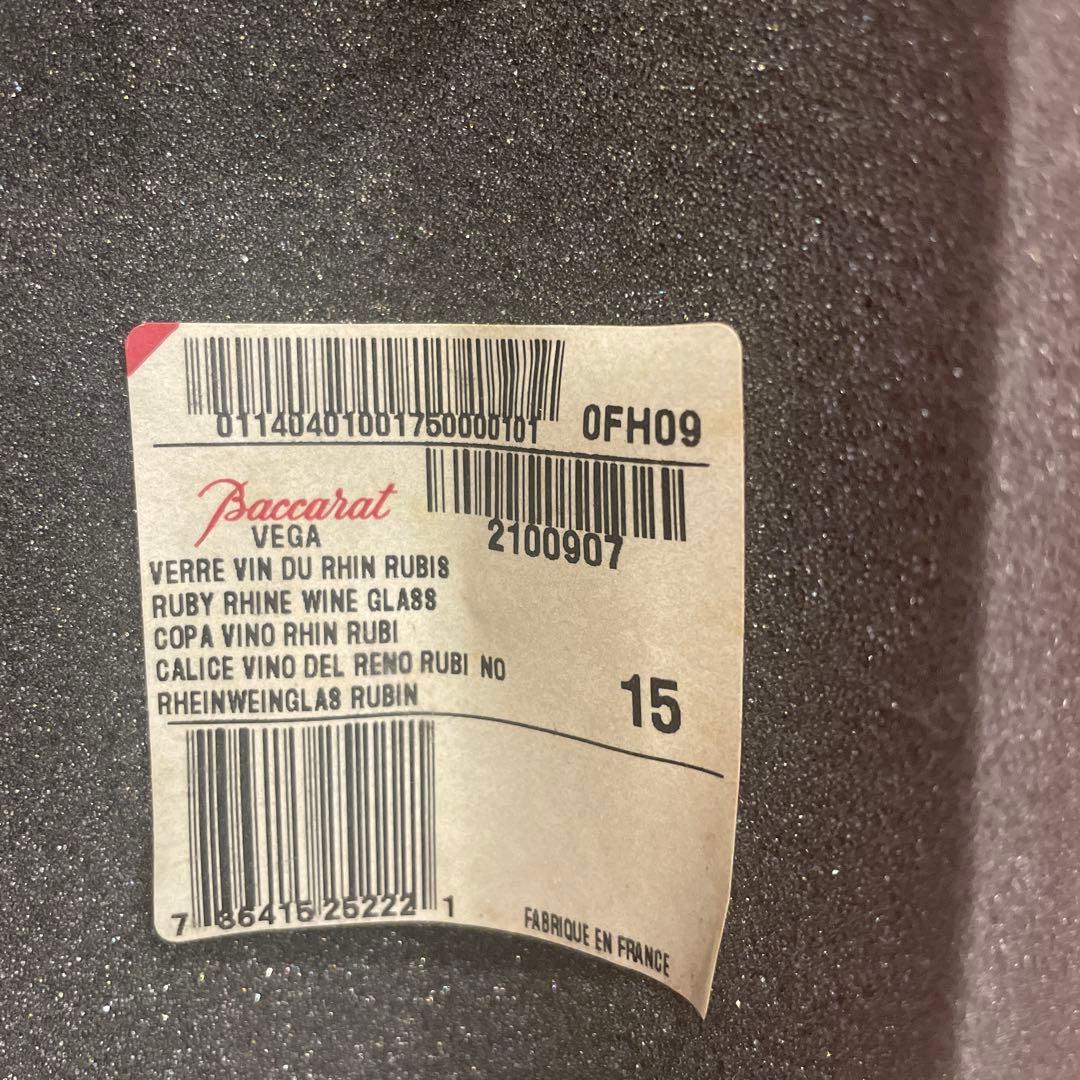 01140401001750000101 0FH09
Baccarat
VEGA
2100907
VERRE VIN DU RHIN RUBIS
RUBY RHINE WINE GLASS
COPA VINO RHIN RUBI
CALICE VINO DEL RENO RUBI NO
RHEINWEINGLAS RUBIN
15
7 86415 25222 1
FABRIQUE EN FRANCE